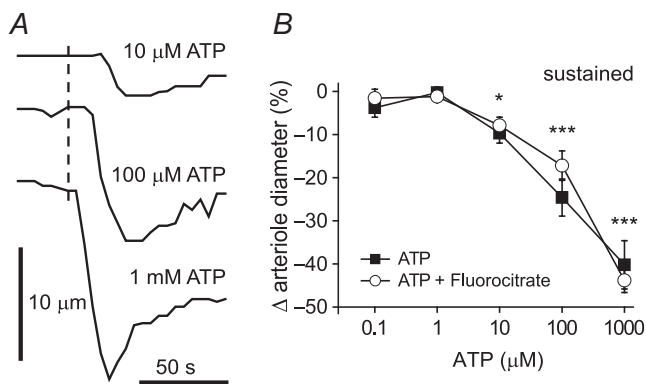 A
10 μM ATP
100 μM ATP
1 mM ATP
10 μm
50 s
B
sustained
Δ arteriole diameter (%)
0
−10
−20
−30
−40
−50
*
***
***
ATP
ATP + Fluorocitrate
0.1 1 10 100 1000
ATP (μM)